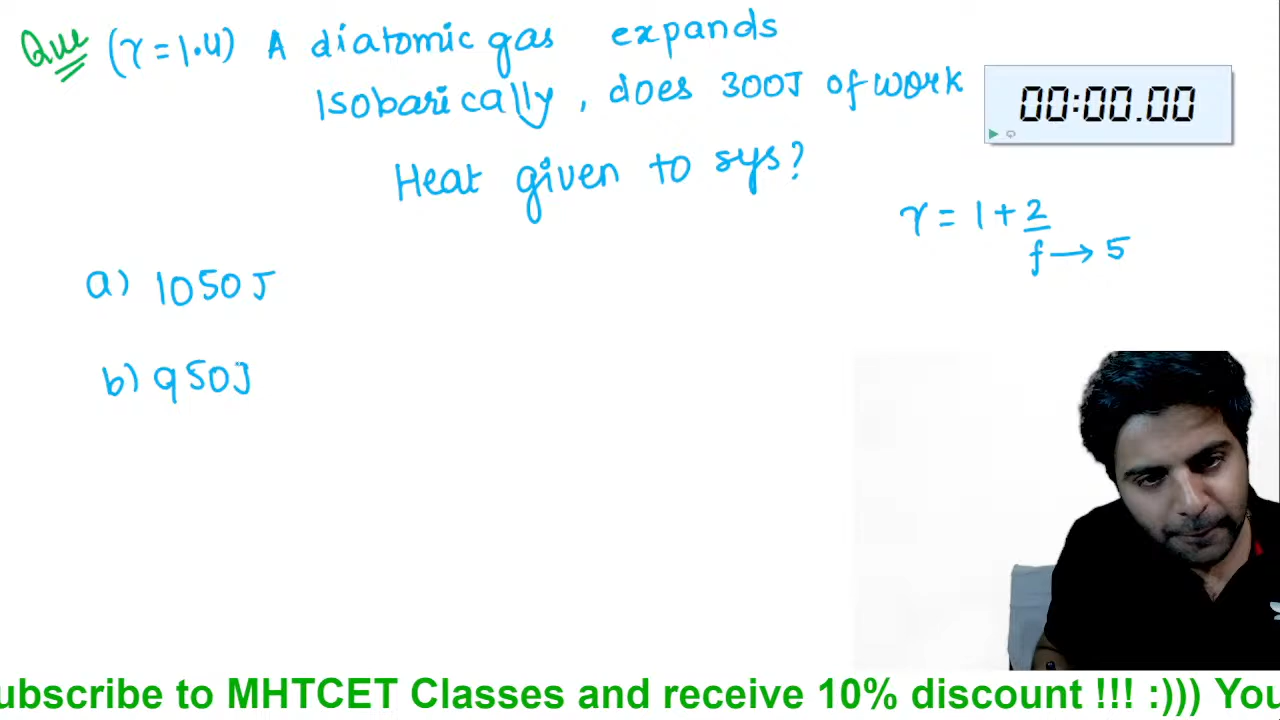 Que (γ = 1.4) A diatomic gas expands
Isobarically, does 300J of work
00:00.00
Heat given to sys?
γ = 1 + 2
f → 5
a) 1050J
b) 950J
ubscribe to MHTCET Classes and receive 10% discount !!! :))) You